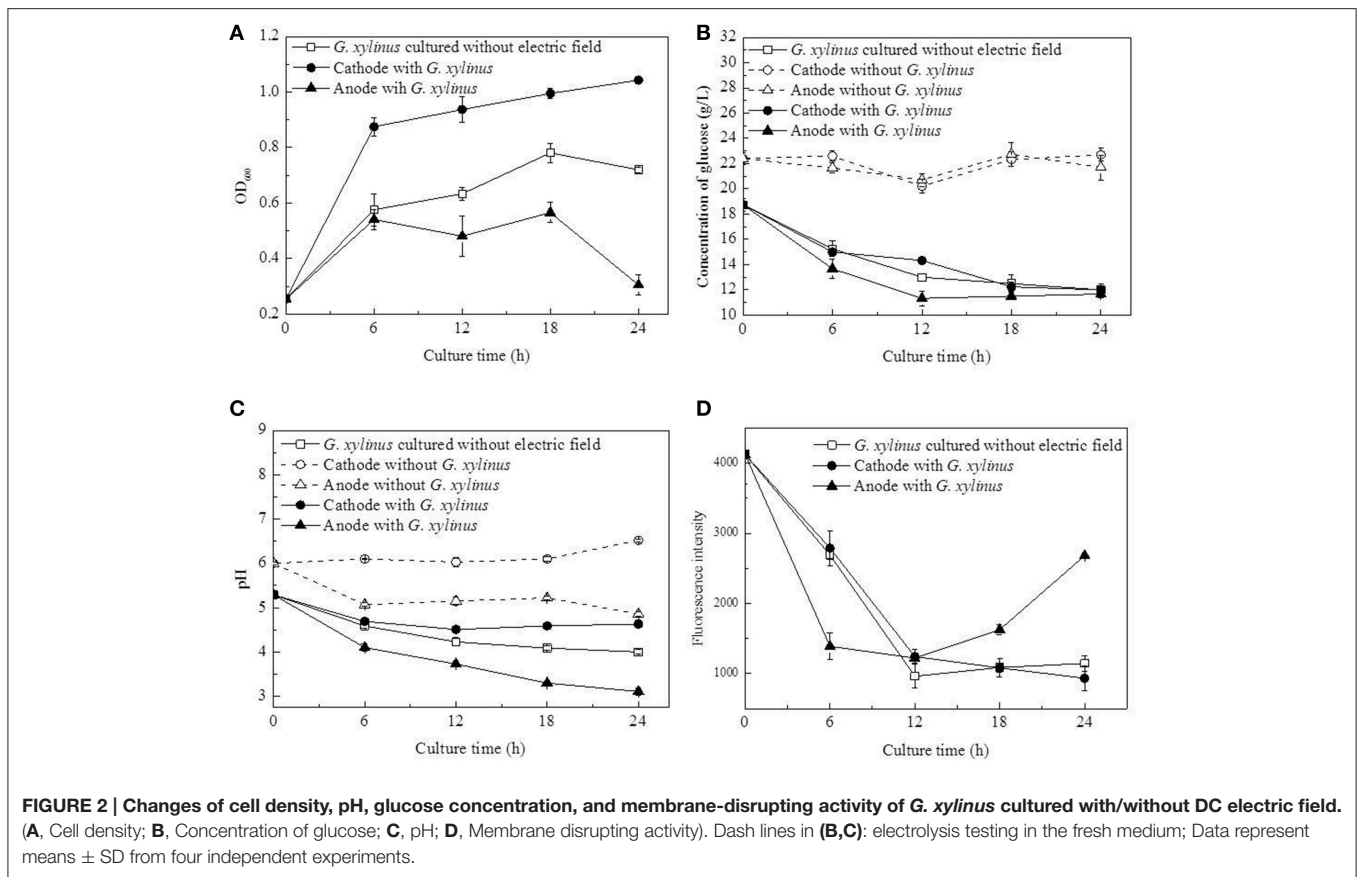 A
1.2
1.0
0.8
0.6
0.4
0.2
OD600
G. xylinus cultured without electric field
Cathode with G. xylinus
Anode wih G. xylinus
0 6 12 18 24
Culture time (h)
B
32
30
28
26
24
22
20
18
16
14
12
10
Concentration of glucose (g/L)
G. xylinus cultured without electric field
Cathode without G. xylinus
Anode without G. xylinus
Cathode with G. xylinus
Anode with G. xylinus
0 6 12 18 24
Culture time (h)
C
9
8
7
6
5
4
3
pH
G. xylinus cultured without electric field
Cathode without G. xylinus
Anode without G. xylinus
Cathode with G. xylinus
Anode with G. xylinus
0 6 12 18 24
Culture time (h)
D
4000
3000
2000
1000
Fluorescence intensity
G. xylinus cultured without electric field
Cathode with G. xylinus
Anode with G. xylinus
0 6 12 18 24
Culture time (h)
FIGURE 2 | Changes of cell density, pH, glucose concentration, and membrane-disrupting activity of G. xylinus cultured with/without DC electric field.
(A, Cell density; B, Concentration of glucose; C, pH; D, Membrane disrupting activity). Dash lines in (B,C): electrolysis testing in the fresh medium; Data represent
means ± SD from four independent experiments.